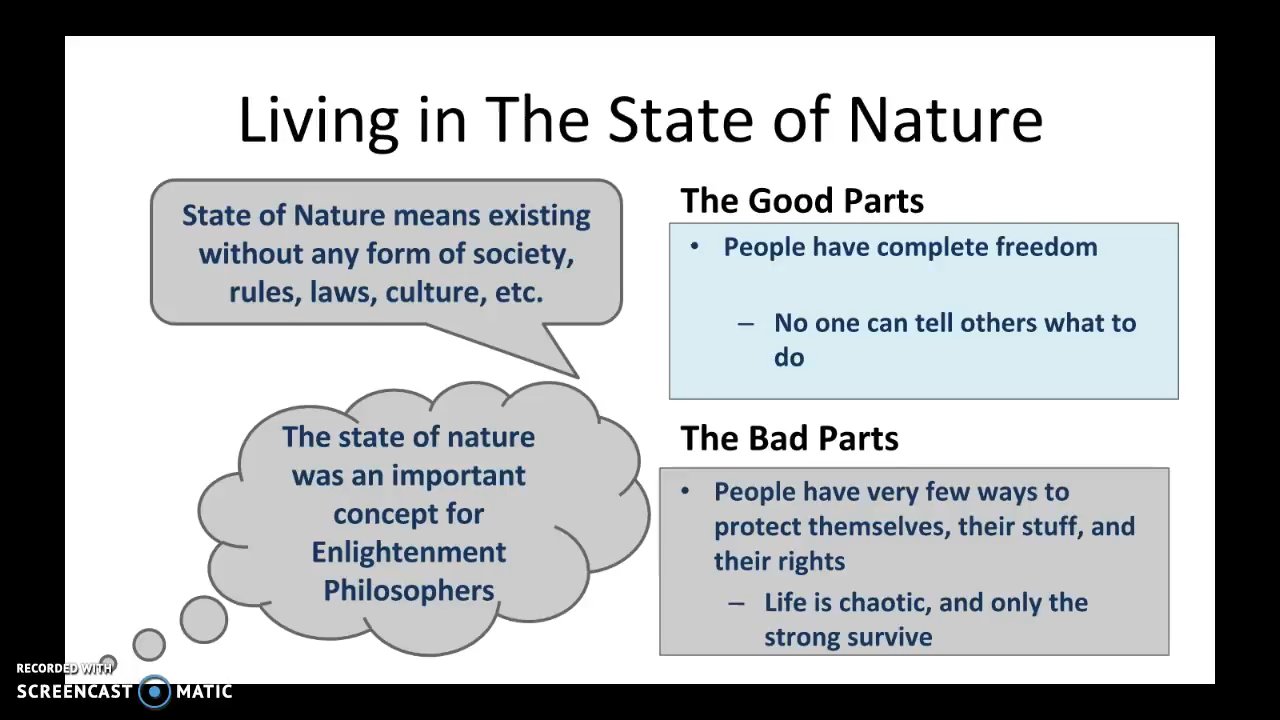 Living in The State of Nature
State of Nature means existing
without any form of society,
rules, laws, culture, etc.
The state of nature
was an important
concept for
Enlightenment
Philosophers
The Good Parts
• People have complete freedom
– No one can tell others what to
do
The Bad Parts
• People have very few ways to
protect themselves, their stuff, and
their rights
– Life is chaotic, and only the
strong survive
RECORDED WITH
SCREENCAST MATIC